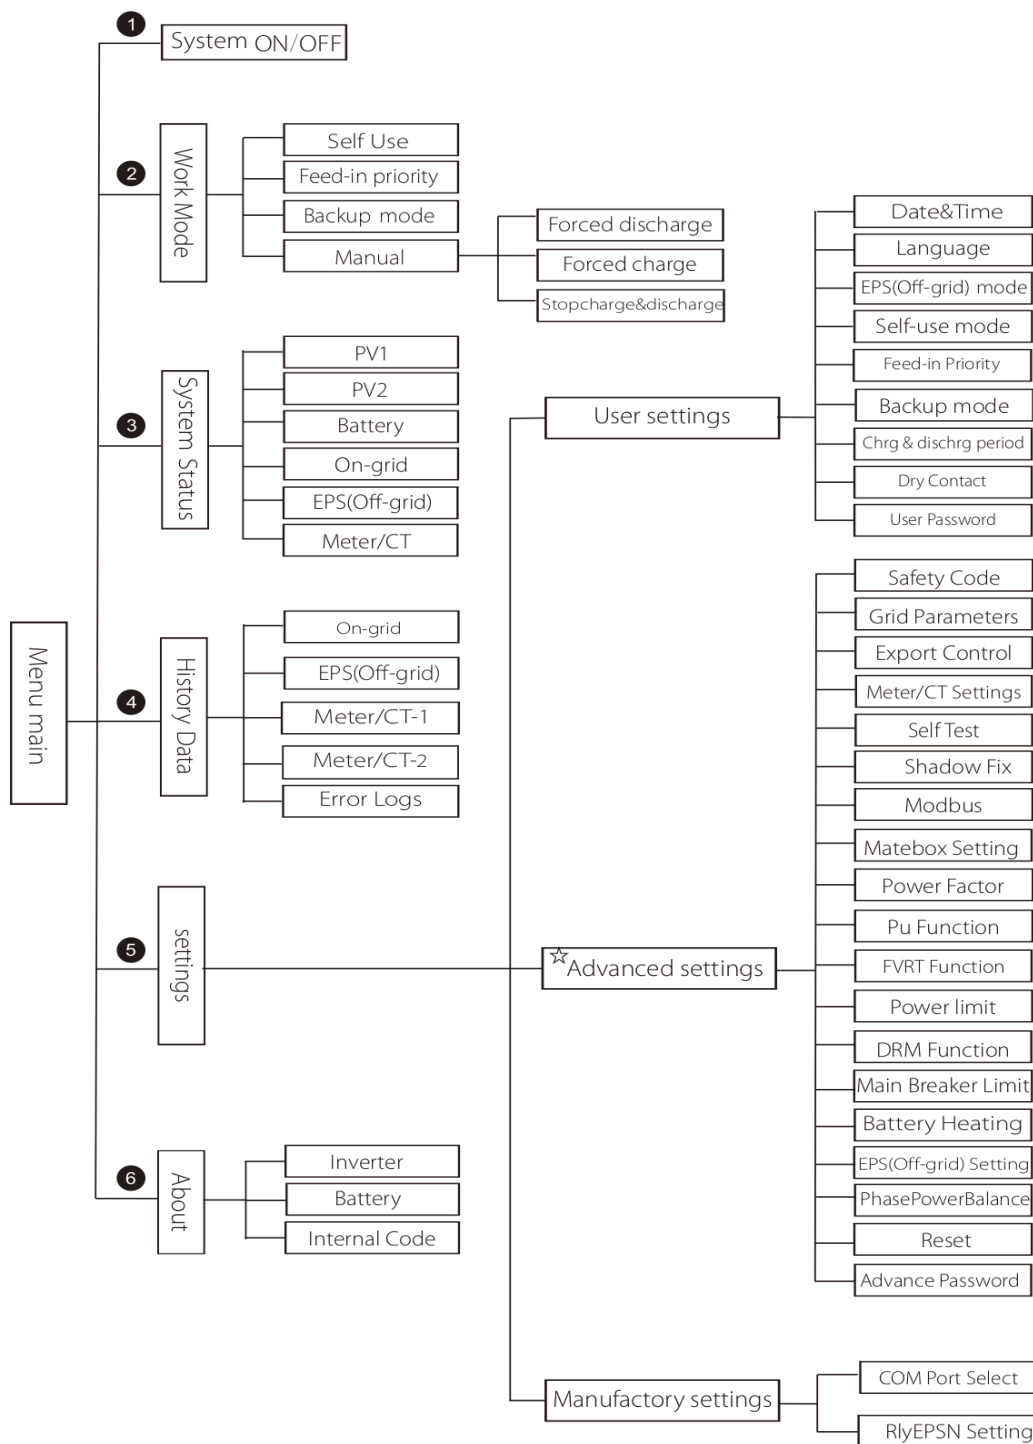 1
System ON/OFF
2
Work Mode
Self Use
Feed-in priority
Backup mode
Manual
Forced discharge
Forced charge
Stopcharge&discharge
3
System Status
PV1
PV2
Battery
On-grid
EPS(Off-grid)
Meter/CT
Menu main
4
History Data
On-grid
EPS(Off-grid)
Meter/CT-1
Meter/CT-2
Error Logs
5
settings
User settings
Date&Time
Language
EPS(Off-grid) mode
Self-use mode
Feed-in Priority
Backup mode
Chrg & dischrg period
Dry Contact
User Password
☆Advanced settings
Safety Code
Grid Parameters
Export Control
Meter/CT Settings
Self Test
Shadow Fix
Modbus
Matebox Setting
Power Factor
Pu Function
FVRT Function
Power limit
DRM Function
Main Breaker Limit
Battery Heating
EPS(Off-grid) Setting
PhasePowerBalance
Reset
Advance Password
Manufactory settings
COM Port Select
RlyEPSN Setting
6
About
Inverter
Battery
Internal Code